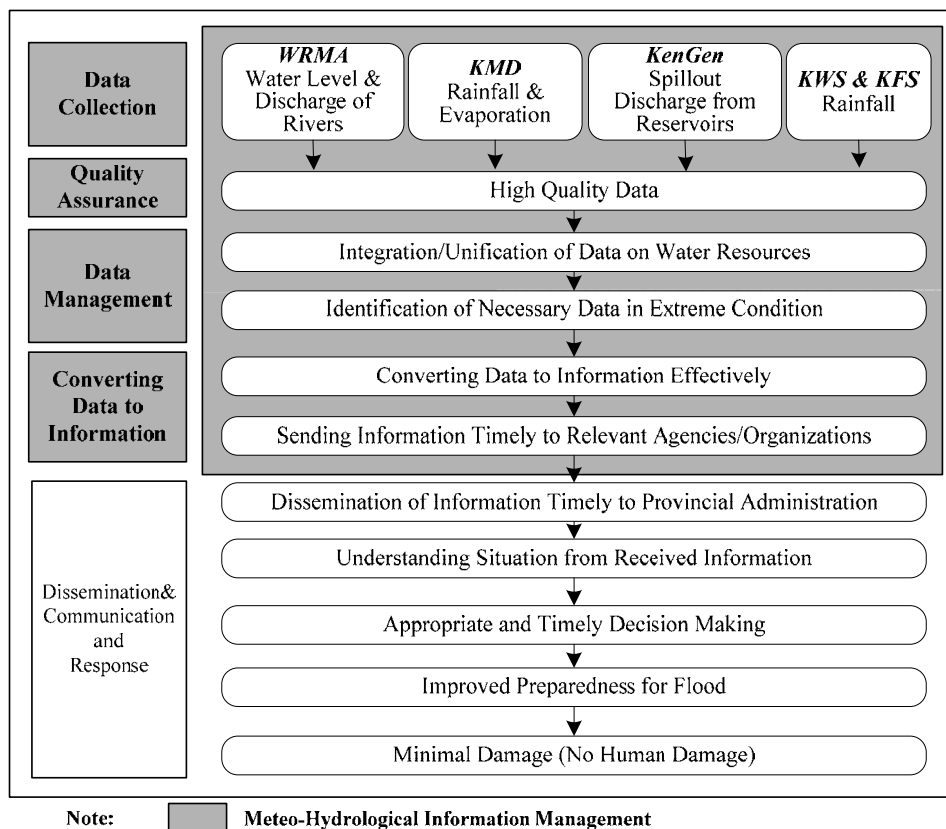 Data
Collection
WRMA
Water Level &
Discharge of
Rivers
KMD
Rainfall &
Evaporation
KenGen
Spillout
Discharge from
Reservoirs
KWS & KFS
Rainfall
Quality
Assurance
High Quality Data
Data
Management
Integration/Unification of Data on Water Resources
Identification of Necessary Data in Extreme Condition
Converting
Data to
Information
Converting Data to Information Effectively
Sending Information Timely to Relevant Agencies/Organizations
Dissemination&
Communication
and
Response
Dissemination of Information Timely to Provincial Administration
Understanding Situation from Received Information
Appropriate and Timely Decision Making
Improved Preparedness for Flood
Minimal Damage (No Human Damage)
Note:
Meteo-Hydrological Information Management